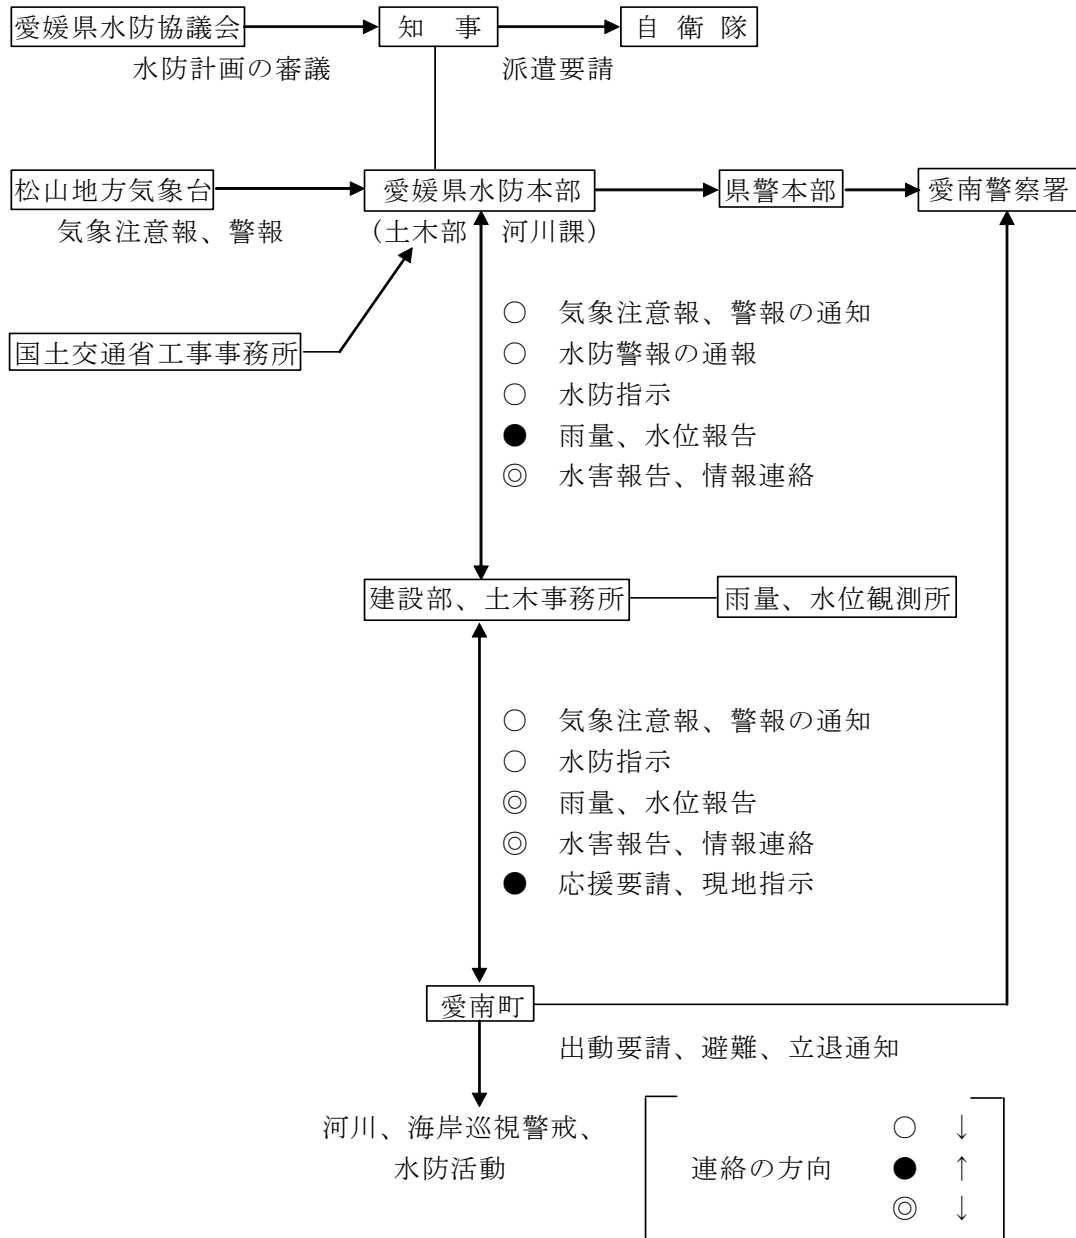 愛媛県水防協議会 知 事 自 衛 隊
水防計画の審議 派遣要請
松山地方気象台 愛媛県水防本部 県警本部 愛南警察署
気象注意報、警報 (土木部 河川課)
○ 気象注意報、警報の通知
国土交通省工事事務所 ○ 水防警報の通報
○ 水防指示
● 雨量、水位報告
◎ 水害報告、情報連絡
建設部、土木事務所 雨量、水位観測所
○ 気象注意報、警報の通知
○ 水防指示
◎ 雨量、水位報告
◎ 水害報告、情報連絡
● 応援要請、現地指示
愛南町
出動要請、避難、立退通知
河川、海岸巡視警戒、
水防活動
○ ↓
連絡の方向 ● ↑
◎ ↓